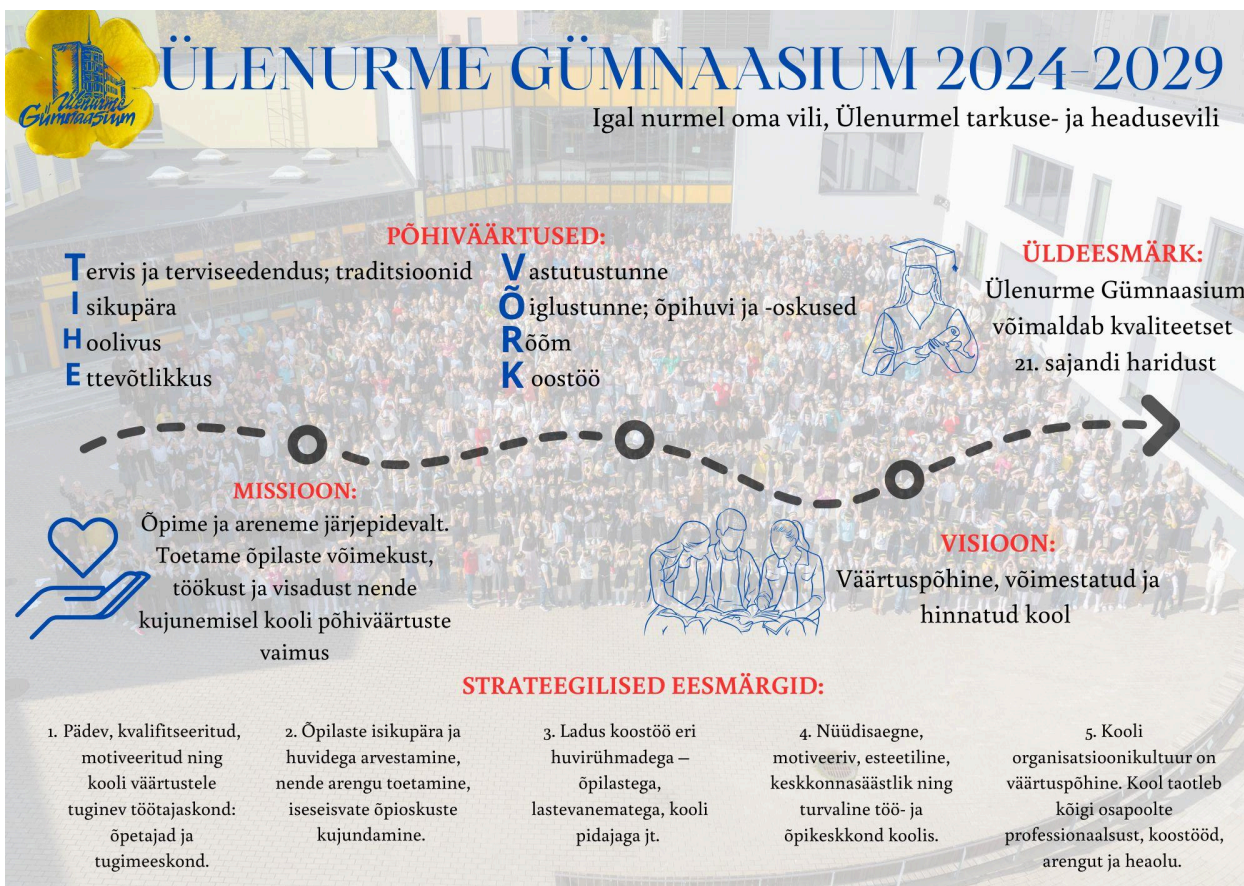 Ülenurme
Gümnaasium
ÜLENURME GÜMNAASIUM 2024-2029
Igal nurmel oma vili, Ülenurmel tarkuse- ja headusevili
PÕHIVÄÄRTUSED:
Tervis ja terviseedendus; traditsioonid
Isikupära
Hoolivus
Ettevõtlikkus
Vastutustunne
Õiglustunne; õpihuvi ja -oskused
Rõõm
Koostöö
ÜLDEESMÄRK:
Ülenurme Gümnaasium
võimaldab kvaliteetset
21. sajandi haridust
MISSIOON:
Õpime ja areneme järjepidevalt.
Toetame õpilaste võimekust,
töökust ja visadust nende
kujunemisel kooli põhiväärtuste
vaimus
VISIOON:
Väärtuspõhine, võimestatud ja
hinnatud kool
STRATEEGILISED EESMÄRGID:
1. Pädev, kvalifitseeritud,
motiveeritud ning
kooli väärtustele
tuginev töötajaskond:
õpetajad ja
tugimeeskond.
2. Õpilaste isikupära ja
huvidega arvestamine,
nende arengu toetamine,
iseseisvate õpioskuste
kujundamine.
3. Ladus koostöö eri
huvirühmadega –
õpilastega,
lastevanematega, kooli
pidajaga jt.
4. Nüüdisaegne,
motiveeriv, esteetiline,
keskkonnasäästlik ning
turvaline töö- ja
õpikeskkond koolis.
5. Kooli
organisatsioonikultuur on
väärtuspõhine. Kool taotleb
kõigi osapoolte
professionaalsust, koostööd,
arengut ja heaolu.